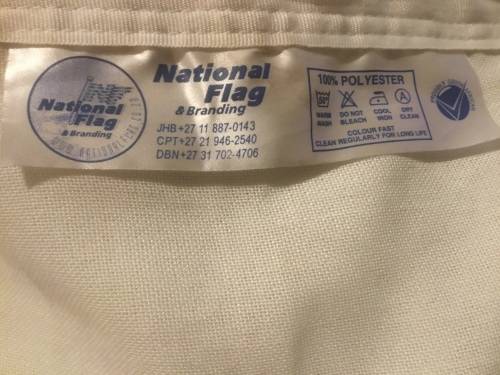 National
Flag
& Branding
National
Flag
& Branding
JHB +27 11 887-0143
CPT +27 21 946-2540
DBN +27 31 702-4706
100% POLYESTER
50°
A
WARM WASH
DO NOT BLEACH
COOL IRON
DRY CLEAN
COLOUR FAST
CLEAN REGULARLY FOR LONG LIFE